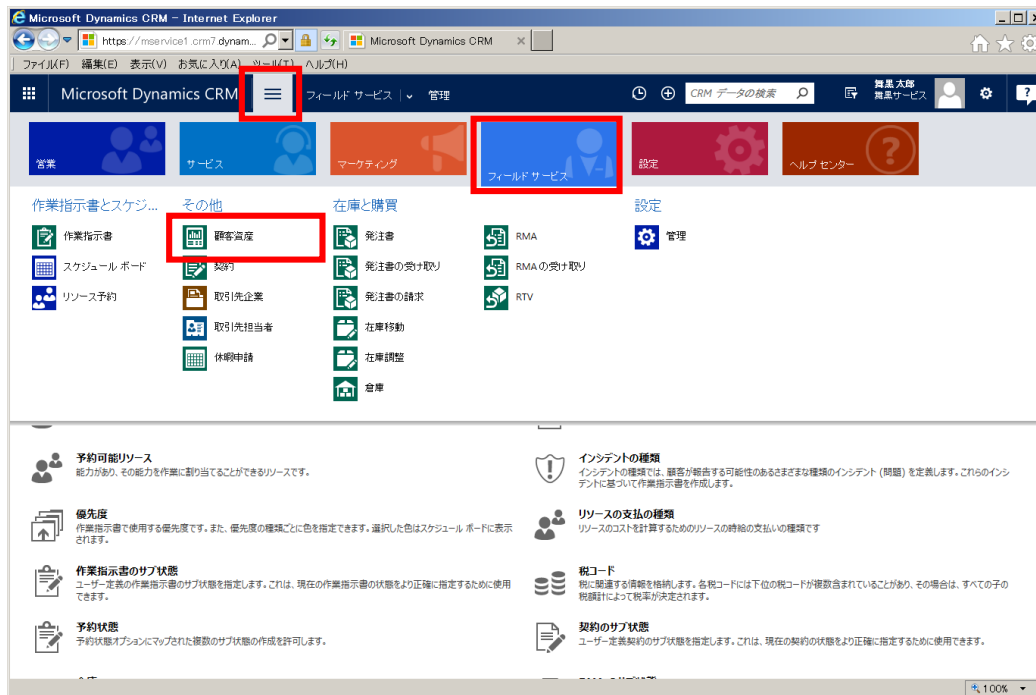 Microsoft Dynamics CRM - Internet Explorer
https://mservice1.crm7.dynam...
Microsoft Dynamics CRM
ファイル(F) 編集(E) 表示(V) お気に入り(A) ツール(T) ヘルプ(H)
Microsoft Dynamics CRM
フィールド サービス
管理
CRM データの検索
舞黒 太郎
舞黒サービス
?
営業
サービス
マーケティング
フィールド サービス
設定
ヘルプ センター
作業指示書とスケジ...
その他
在庫と購買
設定
作業指示書
顧客資産
発注書
RMA
管理
スケジュール ボード
契約
発注書の受け取り
RMA の受け取り
リソース予約
取引先企業
発注書の請求
RTV
取引先担当者
在庫移動
休暇申請
在庫調整
倉庫
予約可能リソース
能力があり、その能力を作業に割り当てることができるリソースです。
インシデントの種類
インシデントの種類では、顧客が報告する可能性のあるさまざまな種類のインシデント (問題) を定義します。これらのインシ
デントに基づいて作業指示書を作成します。
優先度
作業指示書で使用する優先度です。また、優先度の種類ごとに色を指定できます。選択した色はスケジュール ボードに表示
されます。
リソースの支払の種類
リソースのコストを計算するためのリソースの時給の支払いの種類です
作業指示書のサブ状態
ユーザー定義の作業指示書のサブ状態を指定します。これは、現在の作業指示書の状態をより正確に指定するために使用
できます。
税コード
税に関連する情報を格納します。各税コードには下位の税コードが複数含まれていることがあり、その場合は、すべての子の
税額計によって税率が決定されます。
予約状態
予約状態オプションにマップされた複数のサブ状態の作成を許可します。
契約のサブ状態
ユーザー定義契約のサブ状態を指定します。これは、現在の契約の状態をより正確に指定するために使用できます。
100%